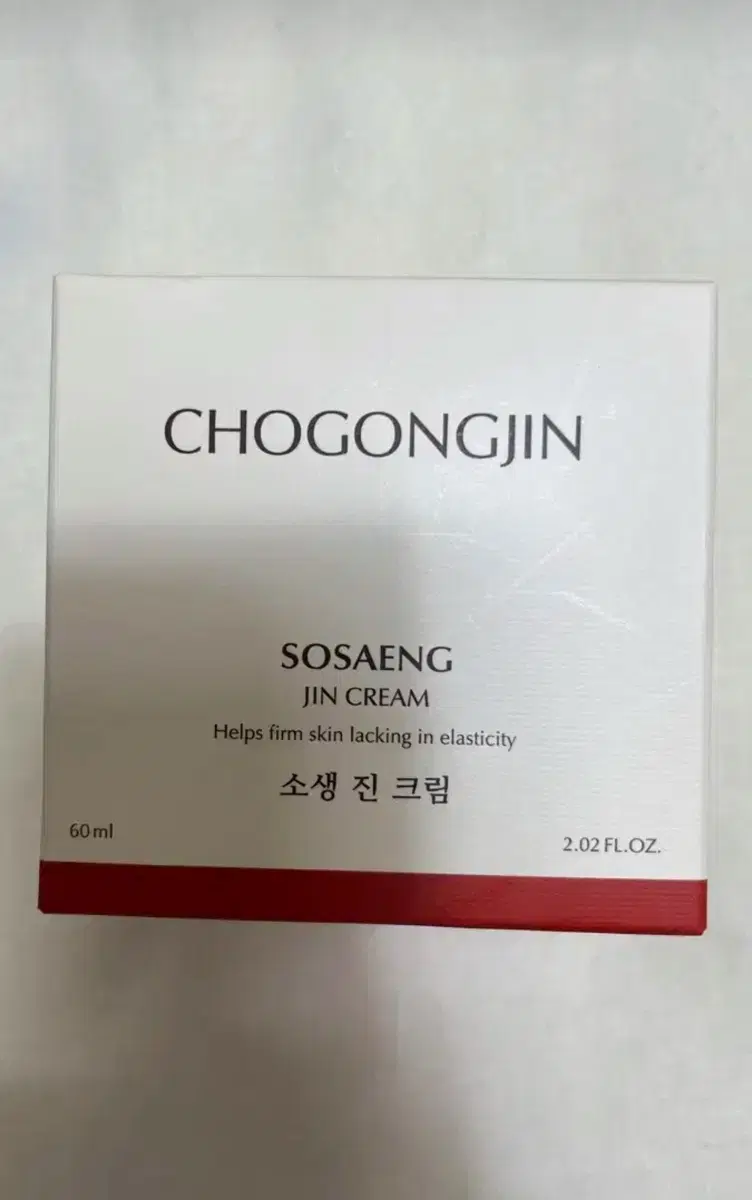 CHOGONGJIN
SOSAENG
JIN CREAM
Helps firm skin lacking in elasticity
소생 진 크림
60 ml
2.02 FL.OZ.